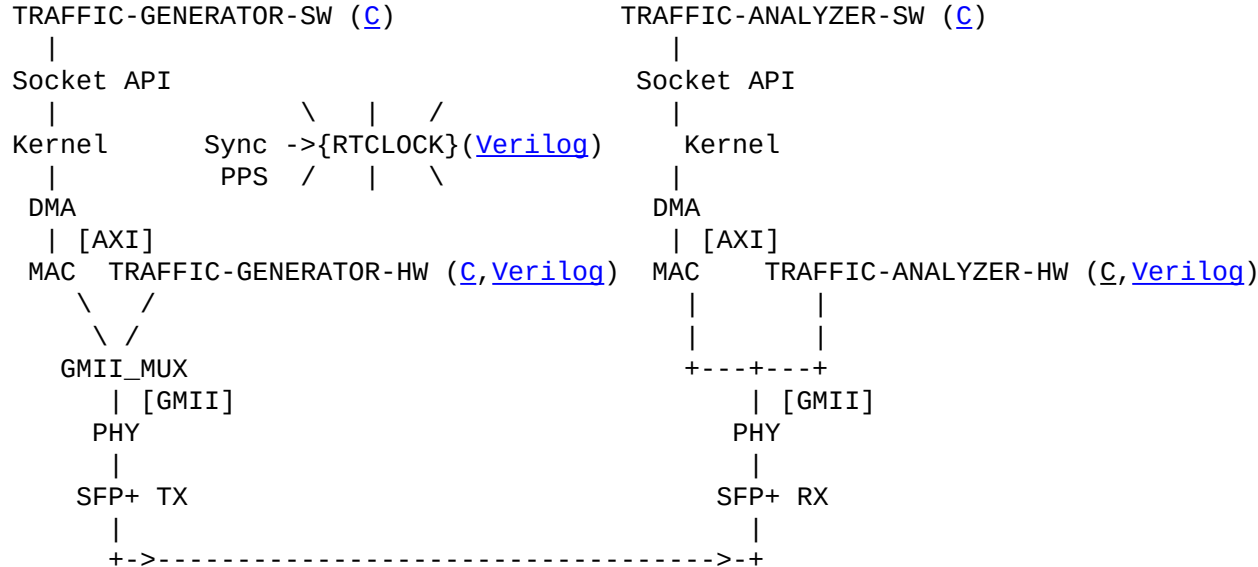 TRAFFIC-GENERATOR-SW (C)               TRAFFIC-ANALYZER-SW (C)
  |                                       |
Socket API                             Socket API
  |               \   |   /               |
Kernel      Sync ->{RTCLOCK}(Verilog)     Kernel
  |          PPS  /   |   \               |
 DMA                                    DMA
  | [AXI]                                 | [AXI]
 MAC  TRAFFIC-GENERATOR-HW (C,Verilog)  MAC    TRAFFIC-ANALYZER-HW (C,Verilog)
    \   /                                 |       |
     \ /                                  |       |
   GMII_MUX                               +---+---+
      | [GMII]                                | [GMII]
     PHY                                     PHY
      |                                       |
    SFP+ TX                                 SFP+ RX
      |                                       |
      +->----------------------------------->-+